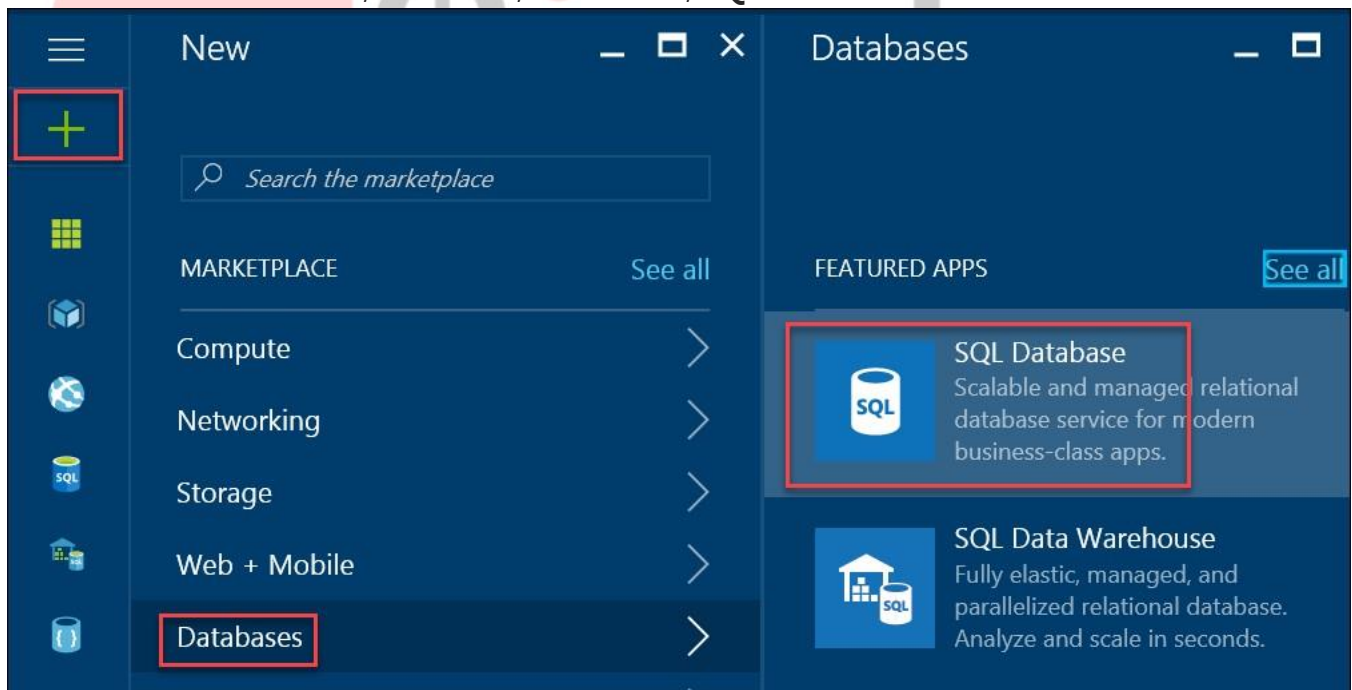 New
Search the marketplace
MARKETPLACE See all
Compute
Networking
Storage
Web + Mobile
Databases
Databases
FEATURED APPS See all
SQL
SQL Database
Scalable and managed relational
database service for modern
business-class apps.
SQL
SQL Data Warehouse
Fully elastic, managed, and
parallelized relational database.
Analyze and scale in seconds.
SQL